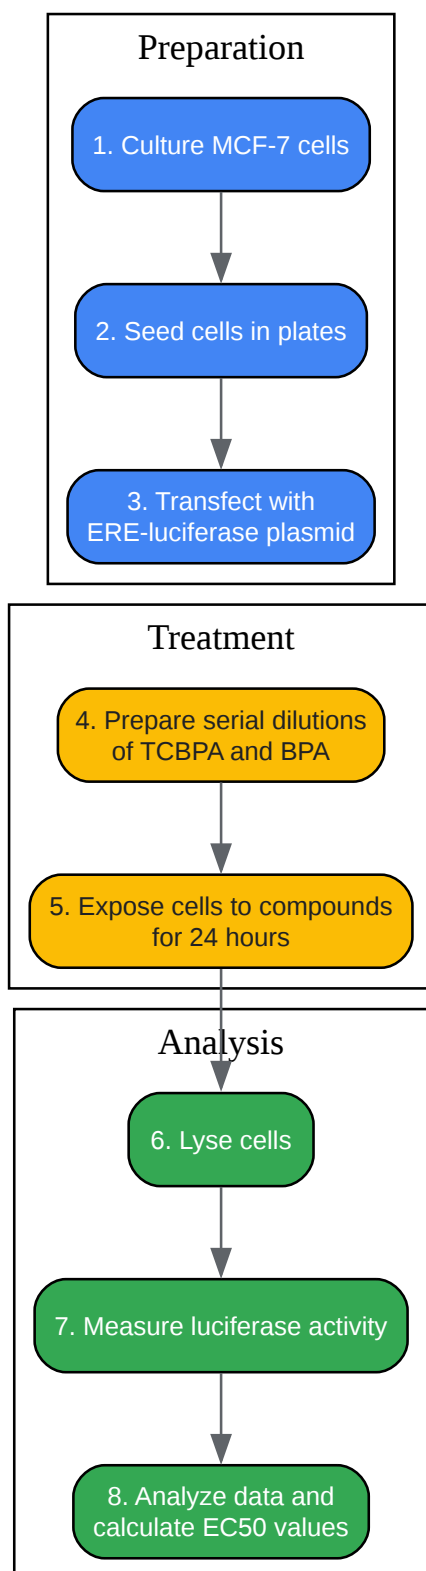 Preparation
1. Culture MCF-7 cells
2. Seed cells in plates
3. Transfect with
ERE-luciferase plasmid
Treatment
4. Prepare serial dilutions
of TCBPA and BPA
5. Expose cells to compounds
for 24 hours
Analysis
6. Lyse cells
7. Measure luciferase activity
8. Analyze data and
calculate EC50 values